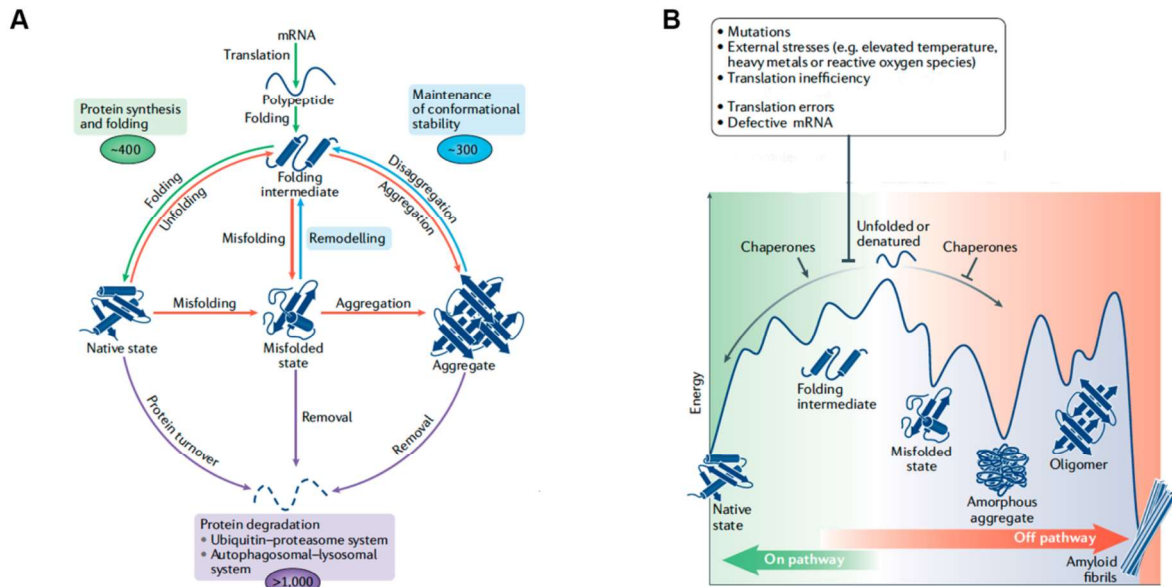 A
mRNA
Translation
Polypeptide
Folding
Protein synthesis
and folding
~400
Maintenance
of conformational
stability
~300
Folding
intermediate
Folding
Unfolding
Disaggregation
Aggregation
Misfolding
Remodelling
Misfolding
Aggregation
Native state
Misfolded
state
Aggregate
Protein turnover
Removal
Removal
Protein degradation
• Ubiquitin–proteasome system
• Autophagosomal–lysosomal
system
>1,000
B
• Mutations
• External stresses (e.g. elevated temperature,
heavy metals or reactive oxygen species)
• Translation inefficiency
• Translation errors
• Defective mRNA
Unfolded or
denatured
Chaperones
Chaperones
Energy
Folding
intermediate
Misfolded
state
Oligomer
Native
state
Amorphous
aggregate
Off pathway
On pathway
Amyloid
fibrils